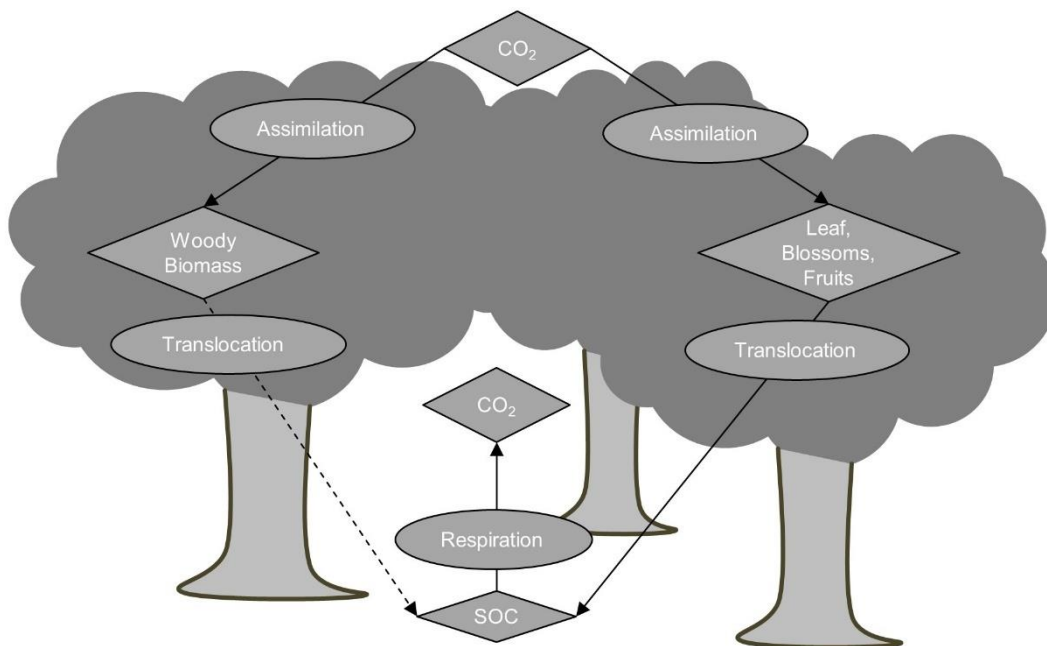 CO₂
Assimilation
Assimilation
Woody
Biomass
Leaf,
Blossoms,
Fruits
Translocation
Translocation
CO₂
Respiration
SOC